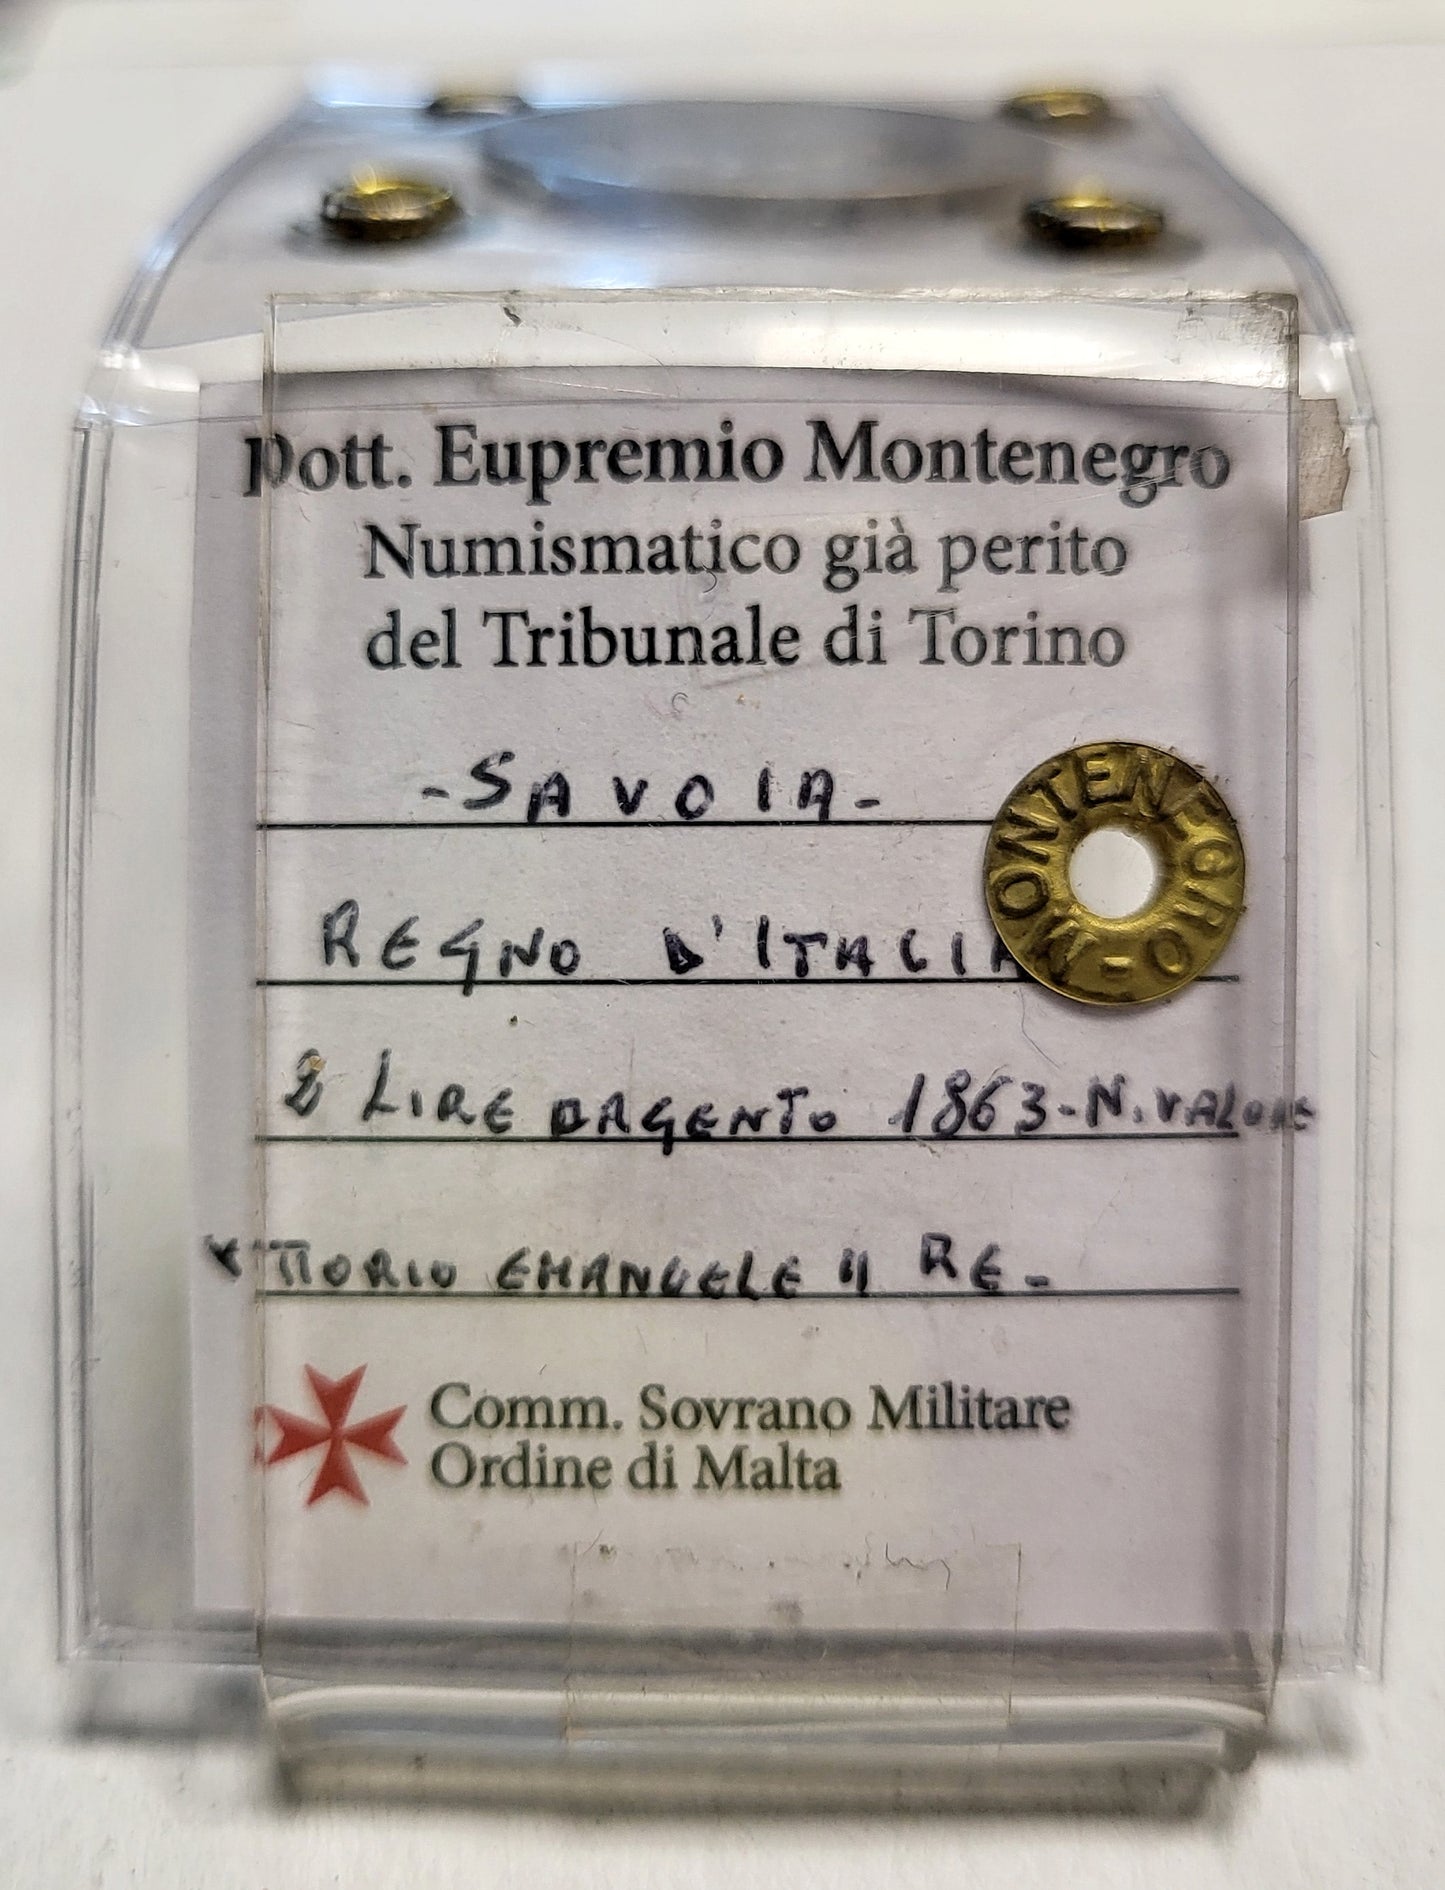 Dott. Eupremio Montenegro
Numismatico già perito
del Tribunale di Torino
- SAVOIA -
MONTENEGRO -
REGNO D'ITALIA
2 LIRE ARGENTO 1863 - N. VALORE
VITTORIO EMANUELE II RE -
Comm. Sovrano Militare
Ordine di Malta